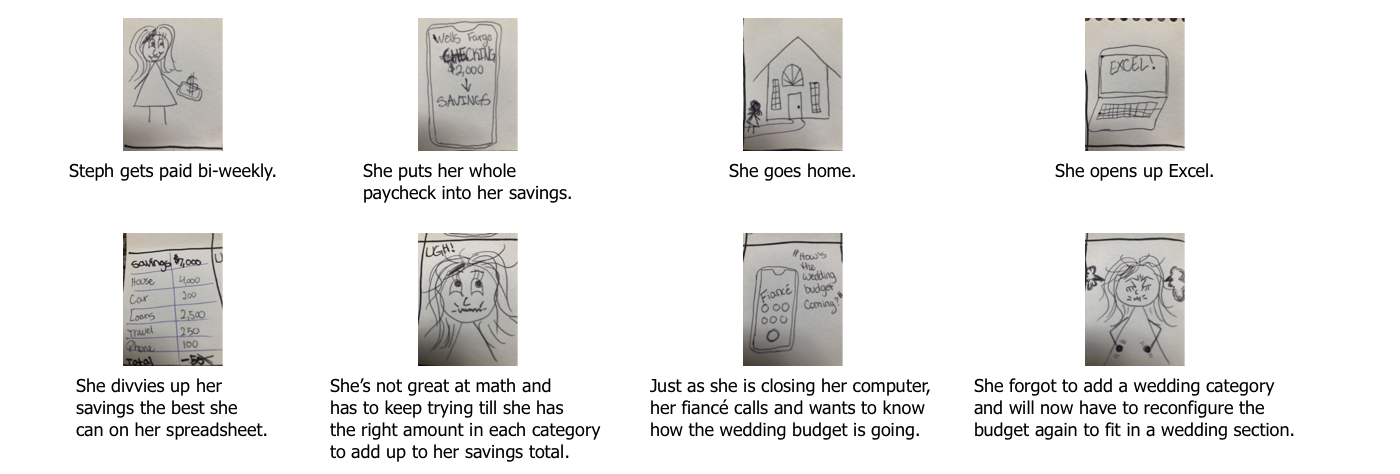 Wells Fargo
CHECKING
$2,000
SAVINGS
EXCEL!
Steph gets paid bi-weekly.
She puts her whole
paycheck into her savings.
She goes home.
She opens up Excel.
Savings $7,000
House 4,000
Car 200
Loans 2,500
Travel 250
Phone 100
Total
UGH!
Fiancé
"How's
the
wedding
budget
coming?"
She divvies up her
savings the best she
can on her spreadsheet.
She’s not great at math and
has to keep trying till she has
the right amount in each category
to add up to her savings total.
Just as she is closing her computer,
her fiancé calls and wants to know
how the wedding budget is going.
She forgot to add a wedding category
and will now have to reconfigure the
budget again to fit in a wedding section.